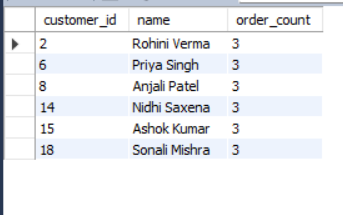 customer_id name order_count
2 Rohini Verma 3
6 Priya Singh 3
8 Anjali Patel 3
14 Nidhi Saxena 3
15 Ashok Kumar 3
18 Sonali Mishra 3